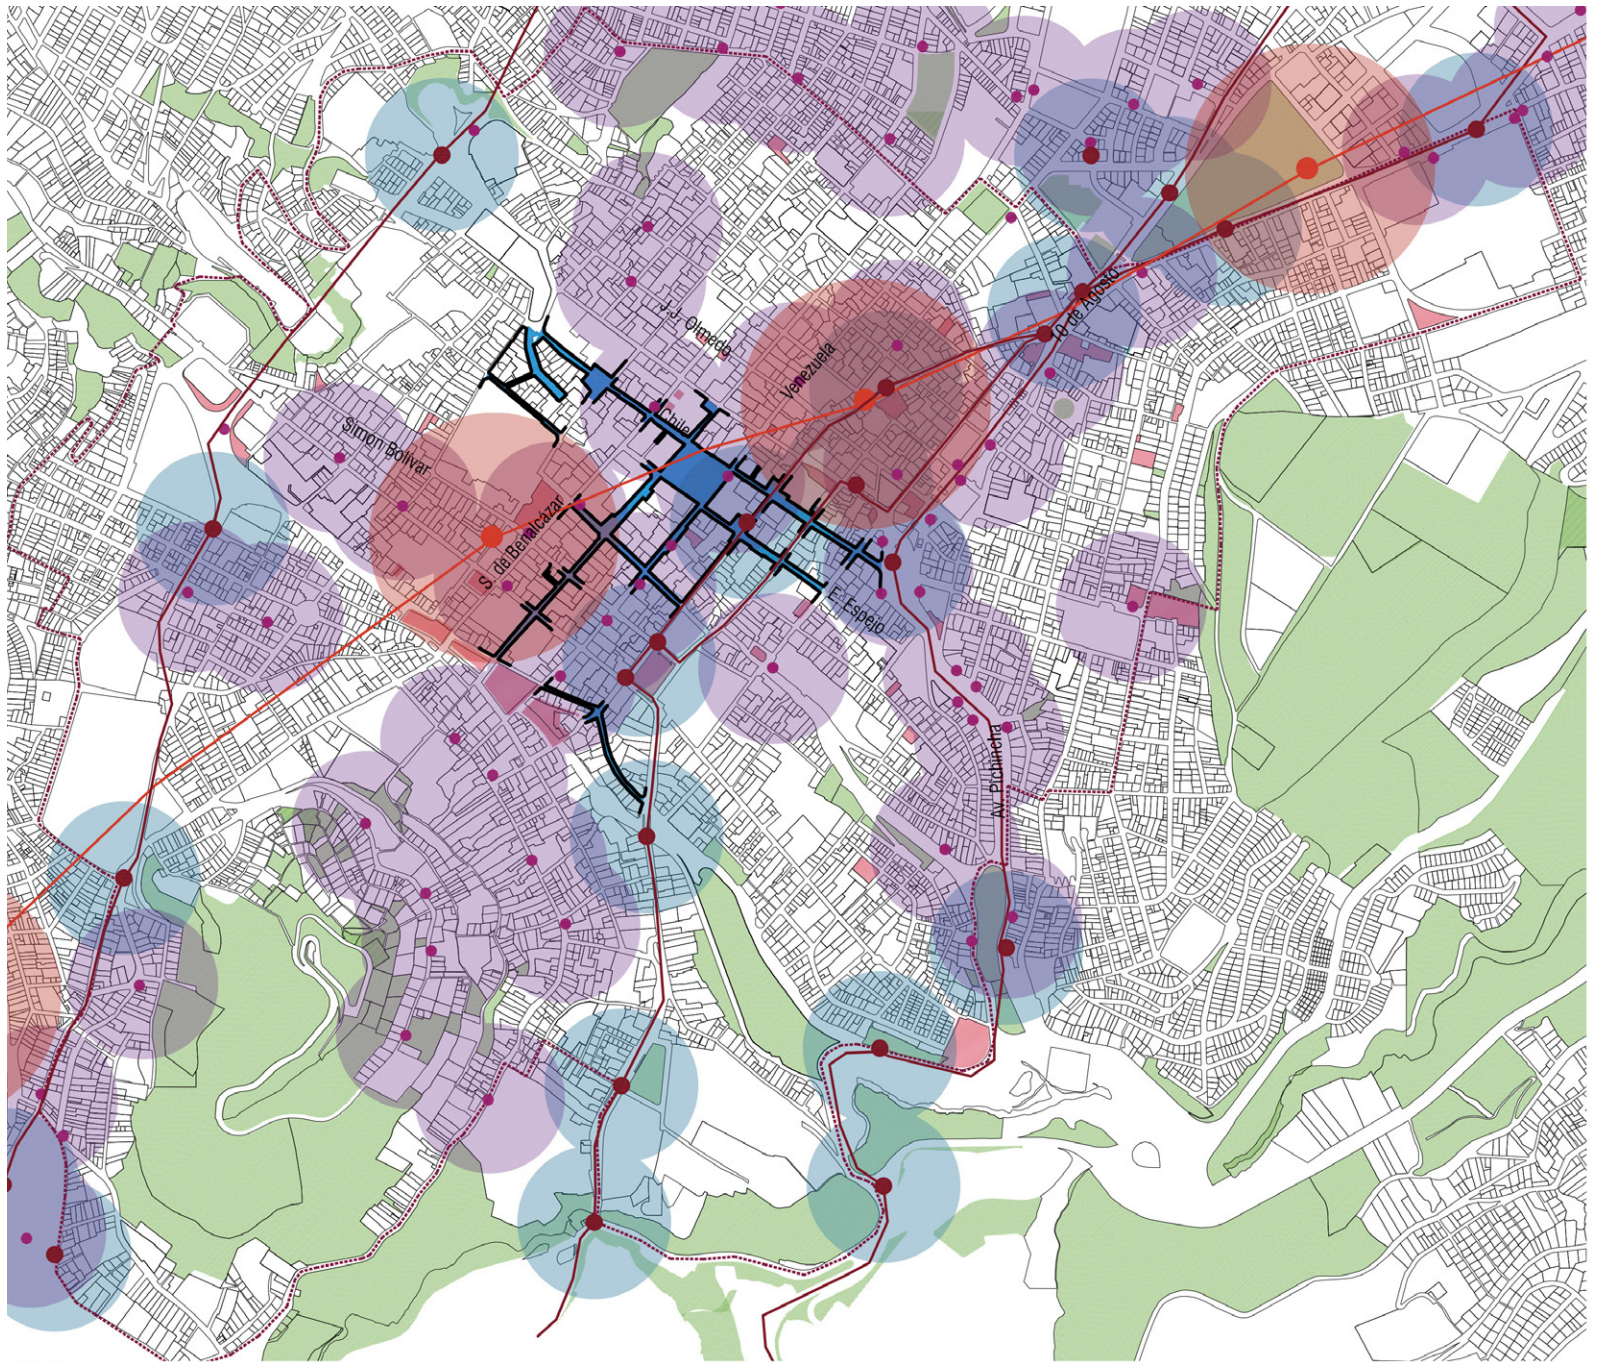 10 de Agosto
J.J. Olmedo
Venezuela
Chile
Simon Bolivar
S. de Benalcázar
E. Espejo
Av. Pichincha